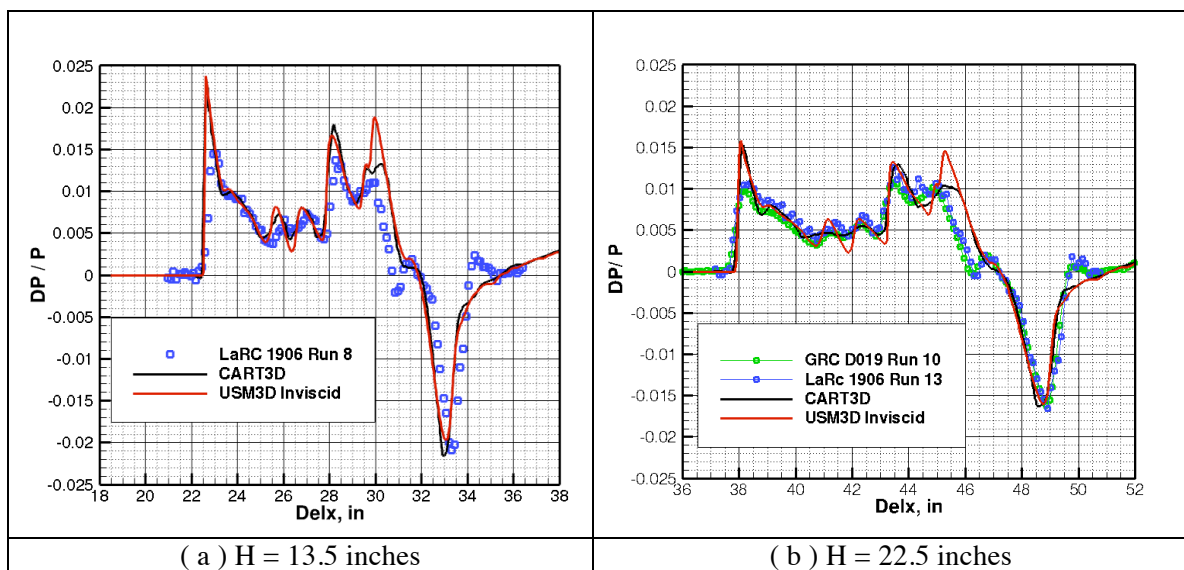 0.025
0.02
0.015
0.01
0.005
0
-0.005
-0.01
-0.015
-0.02
-0.025
DP / P
18 20 22 24 26 28 30 32 34 36 38
Delx, in
LaRC 1906 Run 8
CART3D
USM3D Inviscid
( a ) H = 13.5 inches
0.025
0.02
0.015
0.01
0.005
0
-0.005
-0.01
-0.015
-0.02
-0.025
DP / P
36 38 40 42 44 46 48 50 52
Delx, in
GRC D019 Run 10
LaRc 1906 Run 13
CART3D
USM3D Inviscid
( b ) H = 22.5 inches